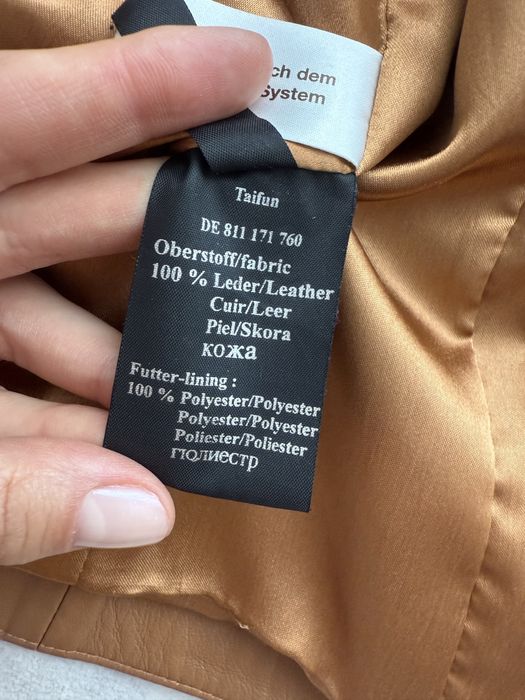 dem
System
Taifun
DE 811 171 760
Oberstoff/fabric
100 % Leder/Leather
Cuir/Leer
Piel/Skora
кожа
Futter-lining :
100 % Polyester/Polyester
Polyester/Polyester
Poliester/Poliester
полиестр